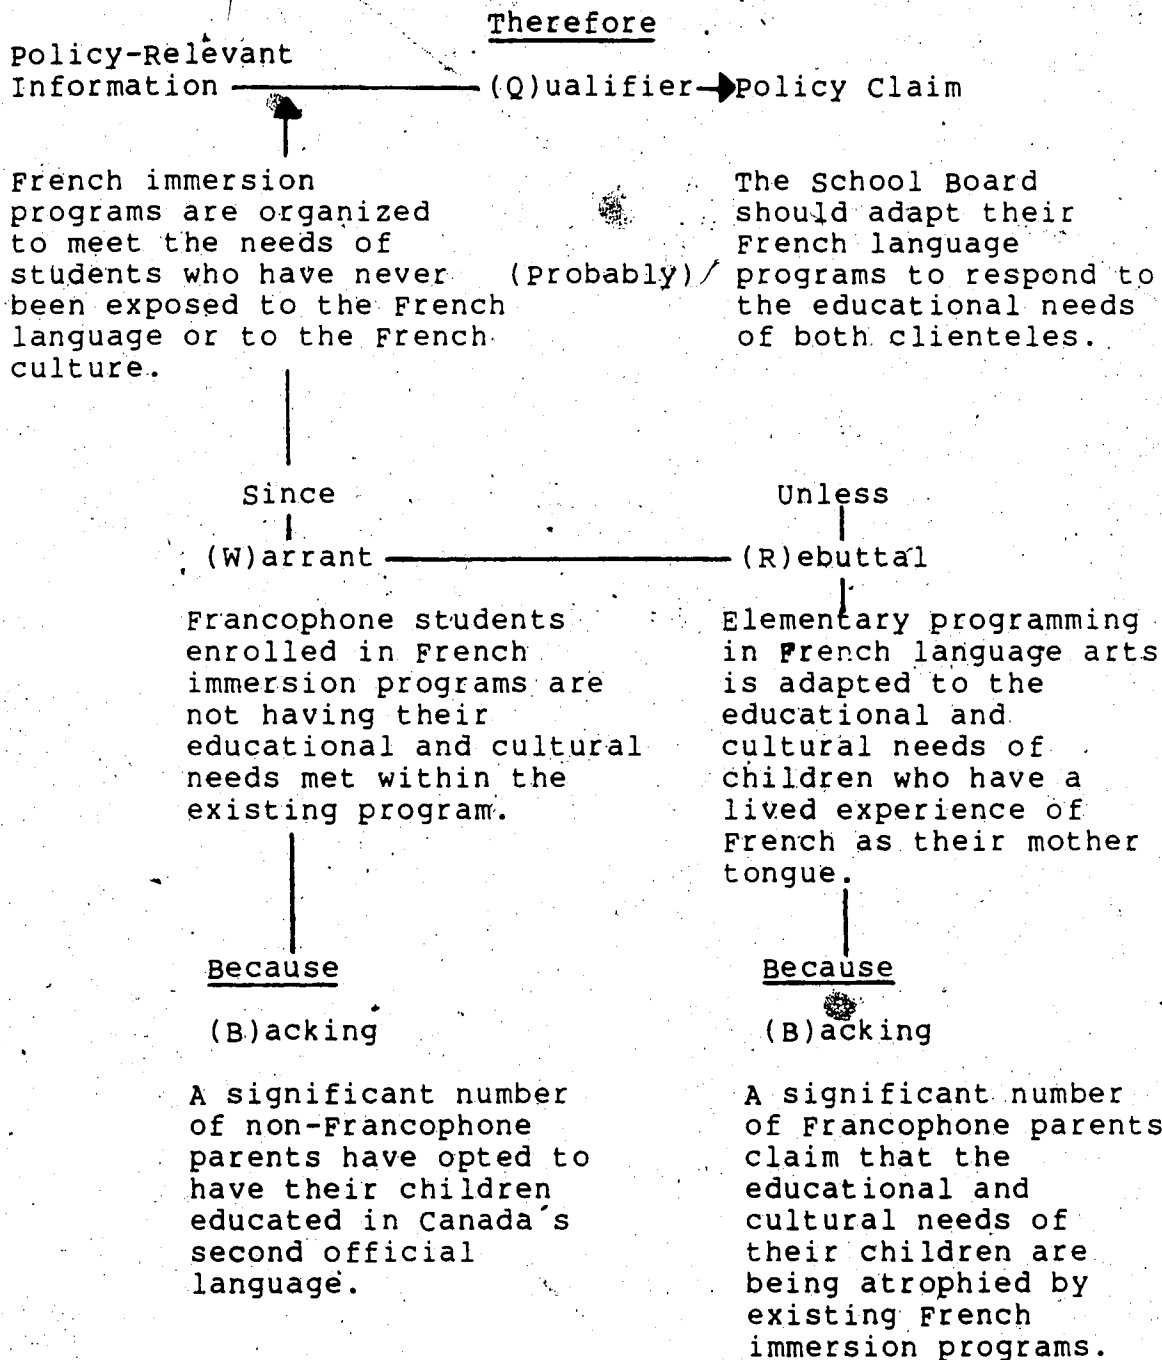 Therefore
Policy-Relevant
Information (Q)ualifier Policy Claim
French immersion
programs are organized
to meet the needs of
students who have never
been exposed to the French
language or to the French
culture.
(Probably)/
The School Board
should adapt their
French language
programs to respond to
the educational needs
of both clienteles.
Since
(W)arrant
Francophone students
enrolled in French
immersion programs are
not having their
educational and cultural
needs met within the
existing program.
Because
(B)acking
A significant number
of non-Francophone
parents have opted to
have their children
educated in Canada's
second official
language.
Unless
(R)ebuttal
Elementary programming
in French language arts
is adapted to the
educational and
cultural needs of
children who have a
lived experience of
French as their mother
tongue.
Because
(B)acking
A significant number
of Francophone parents
claim that the
educational and
cultural needs of
their children are
being atrophied by
existing French
immersion programs.